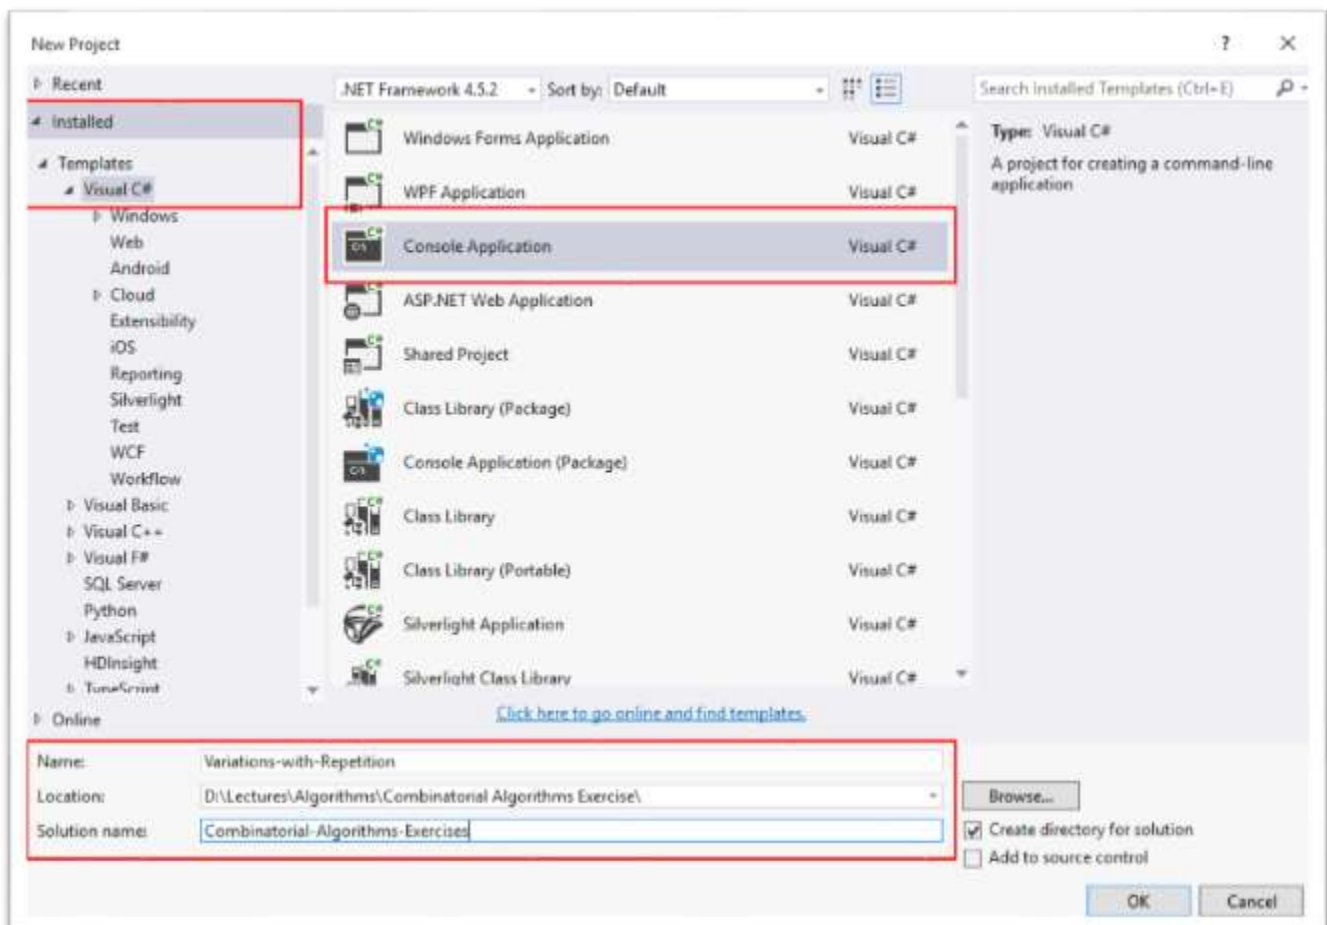 New Project
? ×
Recent
Installed
Templates
Visual C#
Windows
Web
Android
Cloud
Extensibility
iOS
Reporting
Silverlight
Test
WCF
Workflow
Visual Basic
Visual C++
Visual F#
SQL Server
Python
JavaScript
HDInsight
TypeScript
Online
.NET Framework 4.5.2 Sort by: Default
Windows Forms Application Visual C#
WPF Application Visual C#
Console Application Visual C#
ASP.NET Web Application Visual C#
Shared Project Visual C#
Class Library (Package) Visual C#
Console Application (Package) Visual C#
Class Library Visual C#
Class Library (Portable) Visual C#
Silverlight Application Visual C#
Silverlight Class Library Visual C#
Click here to go online and find templates.
Search Installed Templates (Ctrl+E)
Type: Visual C#
A project for creating a command-line
application
Name: Variations-with-Repetition
Location: D:\Lectures\Algorithms\Combinatorial Algorithms Exercise\
Solution name: Combinatorial-Algorithms-Exercises
Browse...
Create directory for solution
Add to source control
OK Cancel